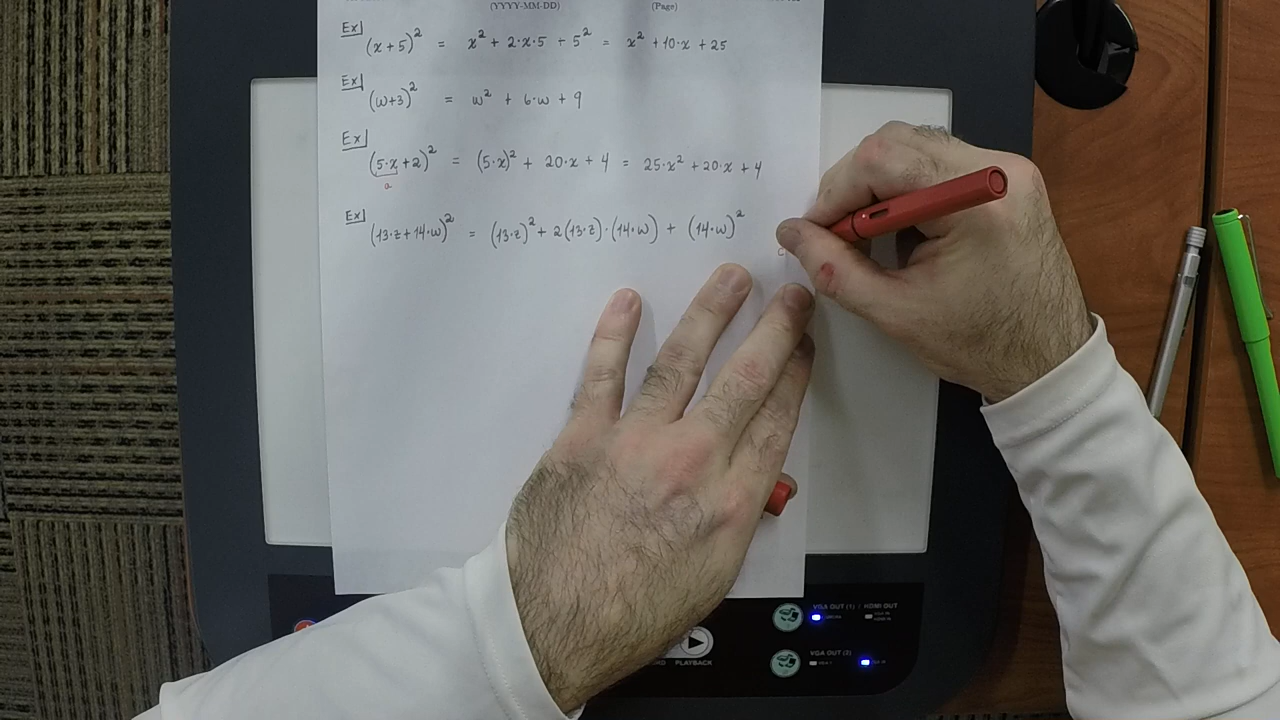 (YYYY-MM-DD) (Page)
Ex
(x+5)² = x² + 2·x·5 + 5² = x² + 10·x + 25
Ex
(w+3)² = w² + 6·w + 9
Ex
(5·x+2)² = (5·x)² + 20·x + 4 = 25·x² + 20·x + 4
a
Ex
(13·z+14·w)² = (13·z)² + 2(13·z)·(14·w) + (14·w)²
VGA OUT (1) / HDMI OUT
VGA OUT (2)
PLAYBACK